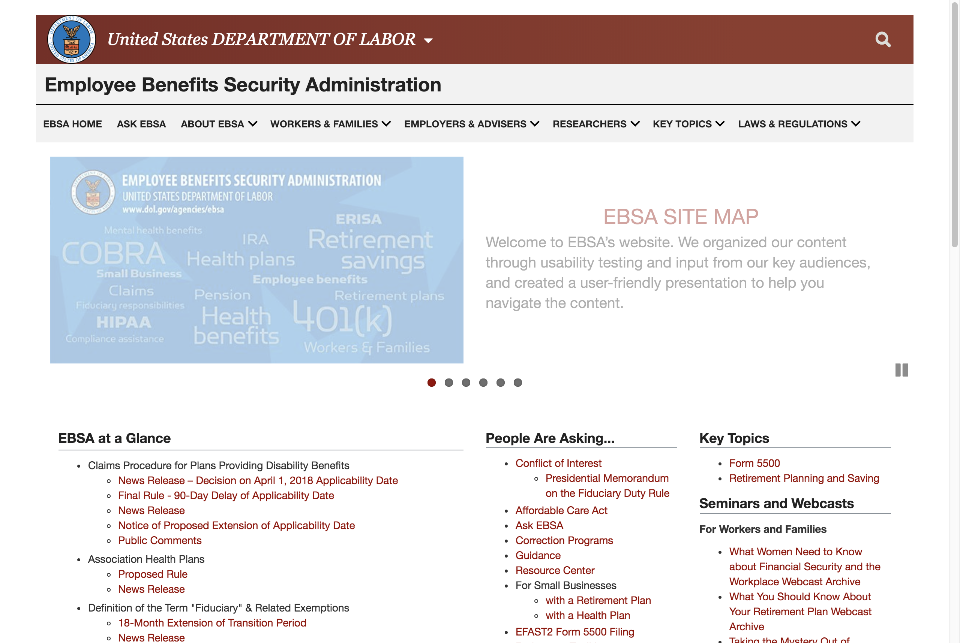 United States DEPARTMENT OF LABOR
Employee Benefits Security Administration
EBSA HOME ASK EBSA ABOUT EBSA WORKERS & FAMILIES EMPLOYERS & ADVISERS RESEARCHERS KEY TOPICS LAWS & REGULATIONS
EMPLOYEE BENEFITS SECURITY ADMINISTRATION
UNITED STATES DEPARTMENT OF LABOR
www.dol.gov/agencies/ebsa
ERISA
Mental health benefits
IRA
Retirement
COBRA
Health plans
savings
Small Business
Employee benefits
Claims
Pension
Retirement plans
Fiduciary responsibilities
Health
401(k)
HIPAA
benefits
Compliance assistance
Workers & Families
EBSA SITE MAP
Welcome to EBSA's website. We organized our content
through usability testing and input from our key audiences,
and created a user-friendly presentation to help you
navigate the content.
EBSA at a Glance
Claims Procedure for Plans Providing Disability Benefits
News Release – Decision on April 1, 2018 Applicability Date
Final Rule - 90-Day Delay of Applicability Date
News Release
Notice of Proposed Extension of Applicability Date
Public Comments
Association Health Plans
Proposed Rule
News Release
Definition of the Term "Fiduciary" & Related Exemptions
18-Month Extension of Transition Period
News Release
People Are Asking...
Conflict of Interest
Presidential Memorandum
on the Fiduciary Duty Rule
Affordable Care Act
Ask EBSA
Correction Programs
Guidance
Resource Center
For Small Businesses
with a Retirement Plan
with a Health Plan
EFAST2 Form 5500 Filing
Key Topics
Form 5500
Retirement Planning and Saving
Seminars and Webcasts
For Workers and Families
What Women Need to Know
about Financial Security and the
Workplace Webcast Archive
What You Should Know About
Your Retirement Plan Webcast
Archive
Taking the Mystery Out of